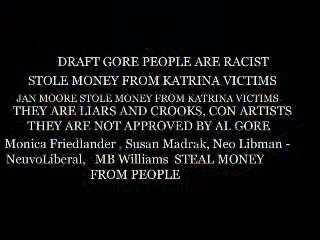 DRAFT GORE PEOPLE ARE RACIST
STOLE MONEY FROM KATRINA VICTIMS
JAN MOORE STOLE MONEY FROM KATRINA VICTIMS
THEY ARE LIARS AND CROOKS, CON ARTISTS
THEY ARE NOT APPROVED BY AL GORE
Monica Friedlander , Susan Madrak, Neo Libman -
NeuvoLiberal, MB Williams STEAL MONEY
FROM PEOPLE